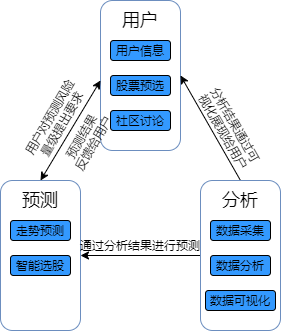 用户
用户信息
股票预选
社区讨论
用户对预测风险
量级提出要求
预测结果
反馈给用户
分析结果通过可
视化展现给用户
预测
走势预测
智能选股
通过分析结果进行预测
分析
数据采集
数据分析
数据可视化